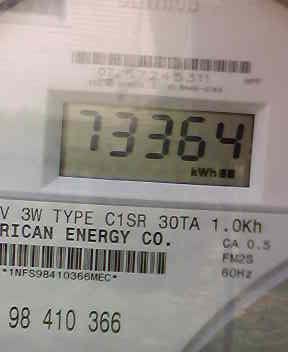 73364
kWh
V 3W TYPE C1SR 30TA 1.0Kh
RICAN ENERGY CO.
CA 0.5
FM2S
60Hz
*1NFS98410366MEC*
98 410 366